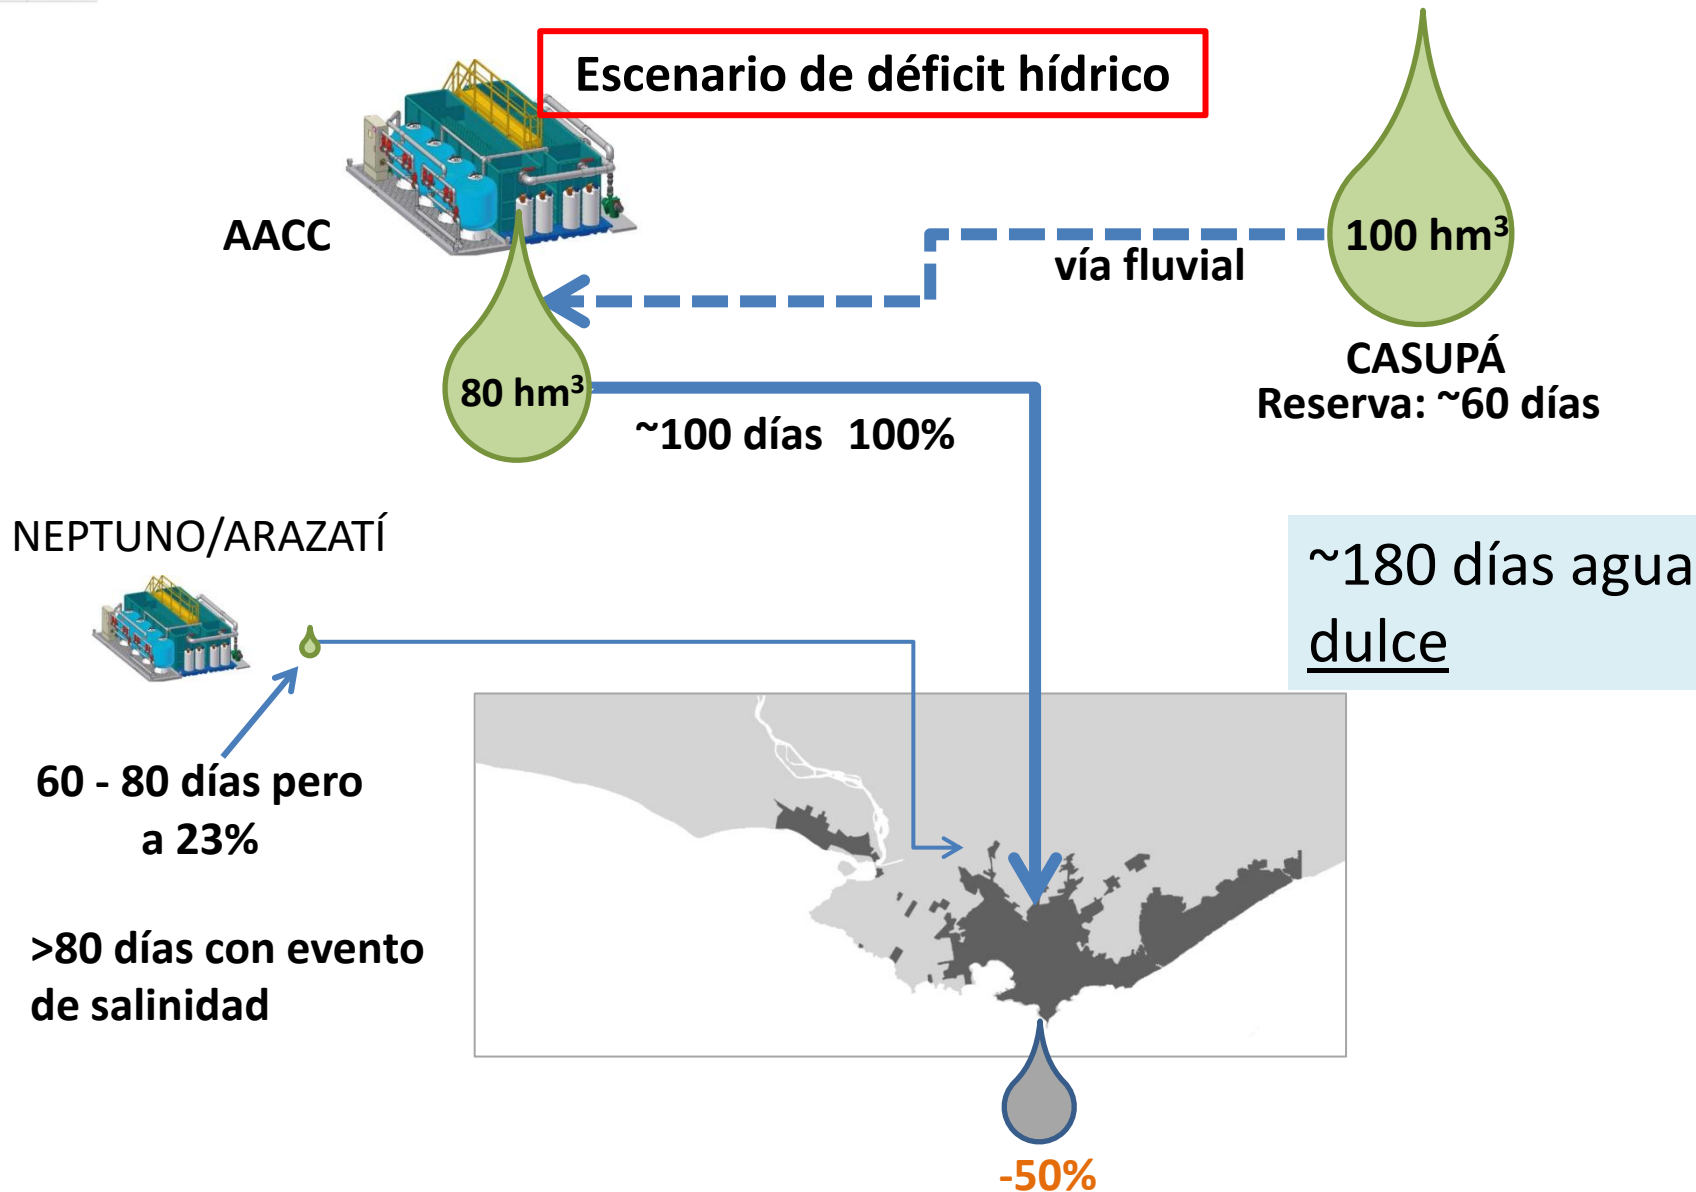 Escenario de déficit hídrico
AACC
100 hm³
vía fluvial
CASUPÁ
Reserva: ~60 días
80 hm³
~100 días 100%
NEPTUNO/ARAZATÍ
~180 días agua
dulce
60 - 80 días pero
a 23%
>80 días con evento
de salinidad
-50%